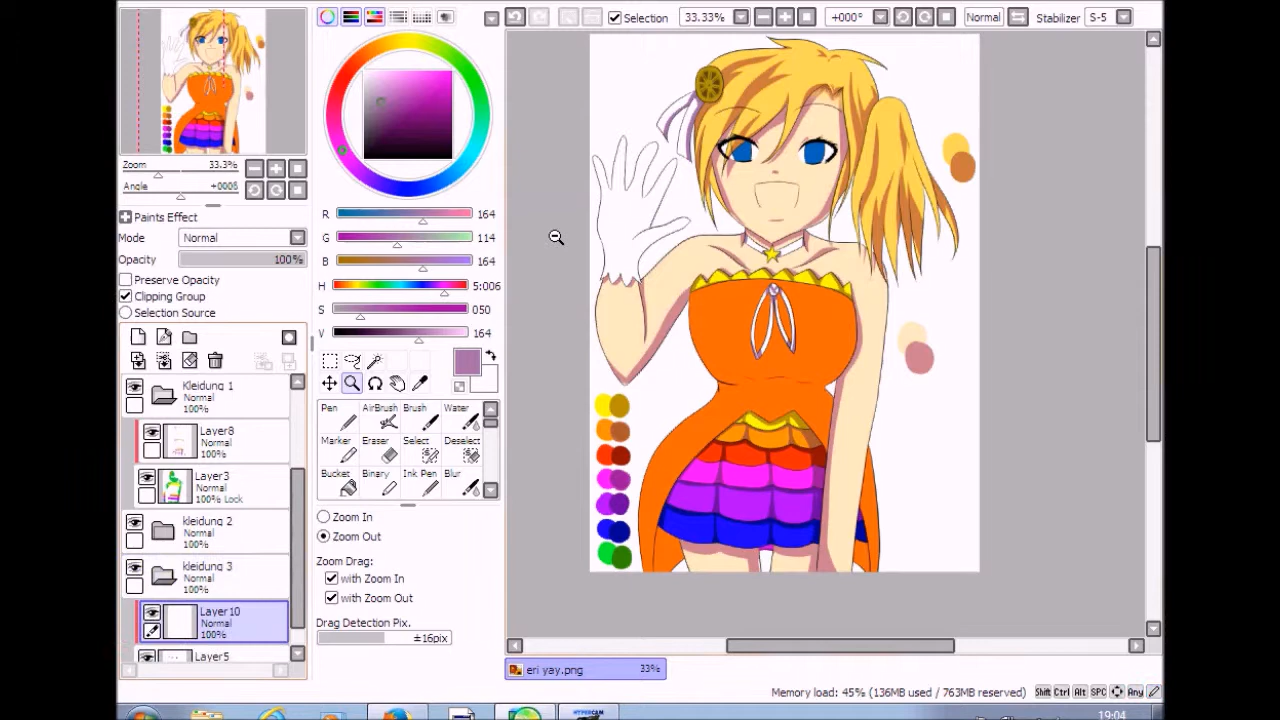 Selection 33.33% +000° Normal Stabilizer S-5
Zoom 33.3%
Angle +0006
Paints Effect
Mode Normal
Opacity 100%
Preserve Opacity
Clipping Group
Selection Source
R 164
G 114
B 164
H 5:006
S 050
V 164
Kleidung 1
Normal
100%
Layer8
Normal
100%
Layer3
Normal
100% Lock
kleidung 2
Normal
100%
kleidung 3
Normal
100%
Layer10
Normal
100%
Layer5
Pen AirBrush Brush Water
Marker Eraser Select Deselect
Bucket Binary Ink Pen Blur
Zoom In
Zoom Out
Zoom Drag:
with Zoom In
with Zoom Out
Drag Detection Pix.
±16pix
eri yay.png 33%
Memory load: 45% (136MB used / 763MB reserved) Shift Ctrl Alt SPC Any
HYPERCAM
19:04